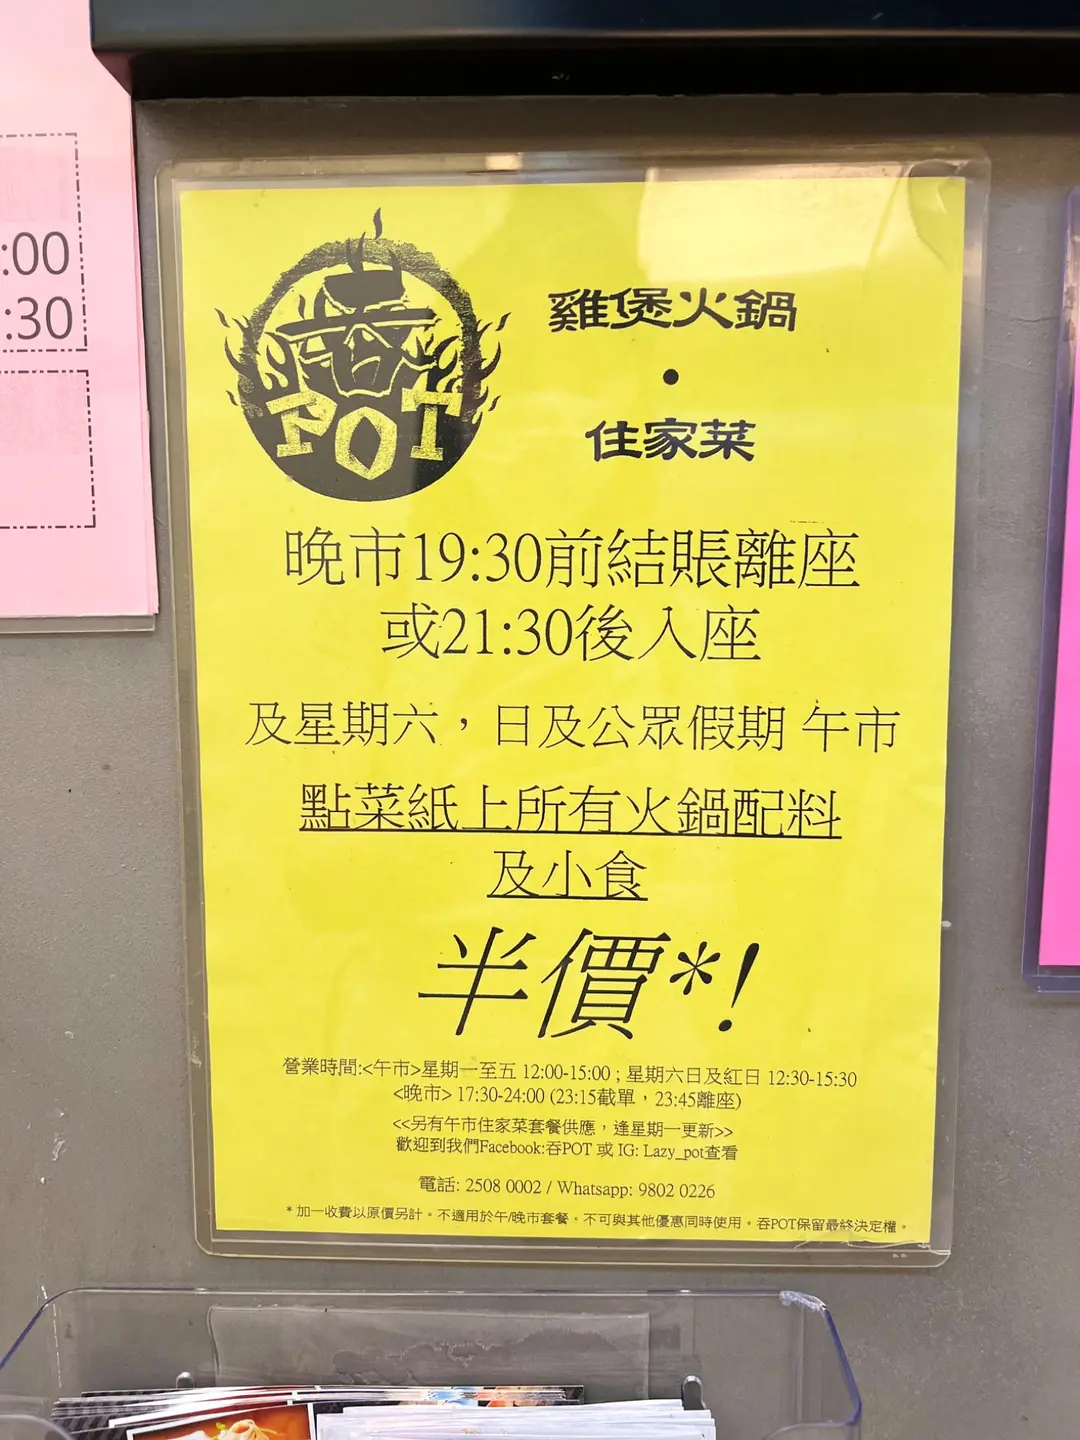 :00
:30
吞
POT
雞煲火鍋
•
住家菜
晚市19:30前結賬離座
或21:30後入座
及星期六，日及公眾假期 午市
點菜紙上所有火鍋配料
及小食
半價*!
營業時間:<午市>星期一至五 12:00-15:00 ; 星期六日及紅日 12:30-15:30
<晚市> 17:30-24:00 (23:15截單，23:45離座)
<<另有午市住家菜套餐供應，逢星期一更新>>
歡迎到我們Facebook:吞POT 或 IG: Lazy_pot查看
電話: 2508 0002 / Whatsapp: 9802 0226
* 加一收費以原價另計。不適用於午/晚市套餐。不可與其他優惠同時使用。吞POT保留最終決定權。